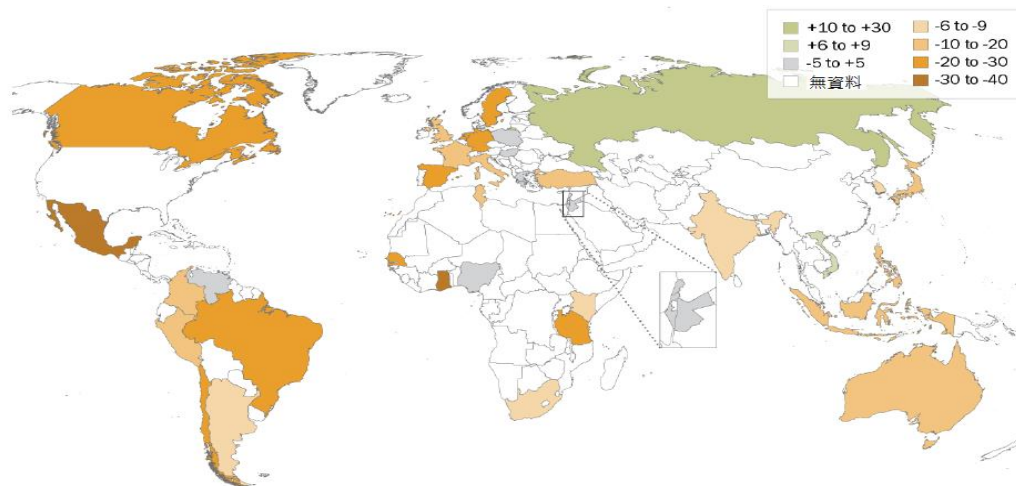 +10 to +30
+6 to +9
-5 to +5
無資料
-6 to -9
-10 to -20
-20 to -30
-30 to -40